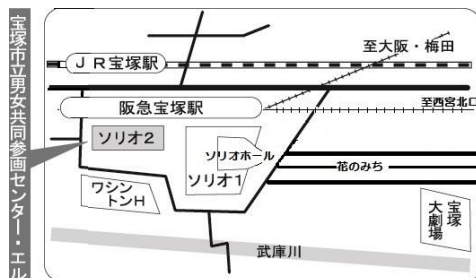 宝塚市立男女共同参画センター・エル
JR宝塚駅
至大阪・梅田
阪急宝塚駅
至西宮北口
ソリオ2
ソリオホール
ソリオ1
花のみち
ワシン
トンH
宝塚
大劇場
武庫川